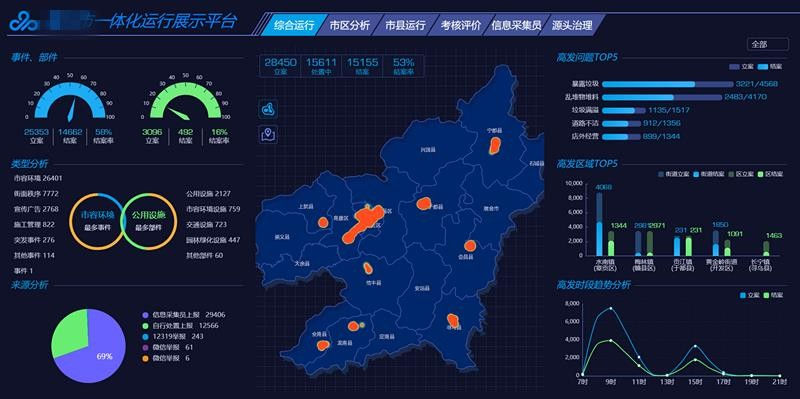 市一体化运行展示平台
综合运行
市区分析
市县运行
考核评价
信息采集员
源头治理
全部
事件、部件
0 10 20 30 40 50 60 70 80 90 100
25353 14662 58%
立案 结案 结案率
0 10 20 30 40 50 60 70 80 90 100
3096 492 16%
立案 结案 结案率
28450 15611 15155 53%
立案 处置中 结案 结案率
类型分析
市容环境 26401
街面秩序 7772
宣传广告 2768
施工管理 822
突发事件 276
其他事件 114
事件 1
市容环境
最多事件
公用设施
最多部件
公用设施 2127
市容环境设施 759
交通设施 723
园林绿化设施 447
其他部件 60
来源分析
69%
信息采集员上报 29406
自行处置上报 12566
12319举报 243
微信举报 61
微信举报 6
宁都县
兴国县
石城县
上犹县
南康区
于都县
瑞金市
崇义县
会昌县
大余县
信丰县
安远县
全南县
龙南县
定南县
高发问题TOP5
立案 结案
暴露垃圾 3221/4568
乱堆物堆料 2483/4170
垃圾满溢 1135/1517
道路不洁 912/1356
店外经营 899/1344
高发区域TOP5
街道立案 街道结案 区立案 区结案
10,000
8,000
6,000
4,000
2,000
0
4068 1344 2981 2971 231 231 1850 1091 1463
水南镇 梅林镇 贡江镇 黄金岭街道 长宁镇
(章贡区) (赣县区) (于都县) (开发区) (寻乌县)
高发时段趋势分析
立案 结案
8,000
6,000
4,000
2,000
0
7时 9时 11时 13时 15时 17时 19时 21时